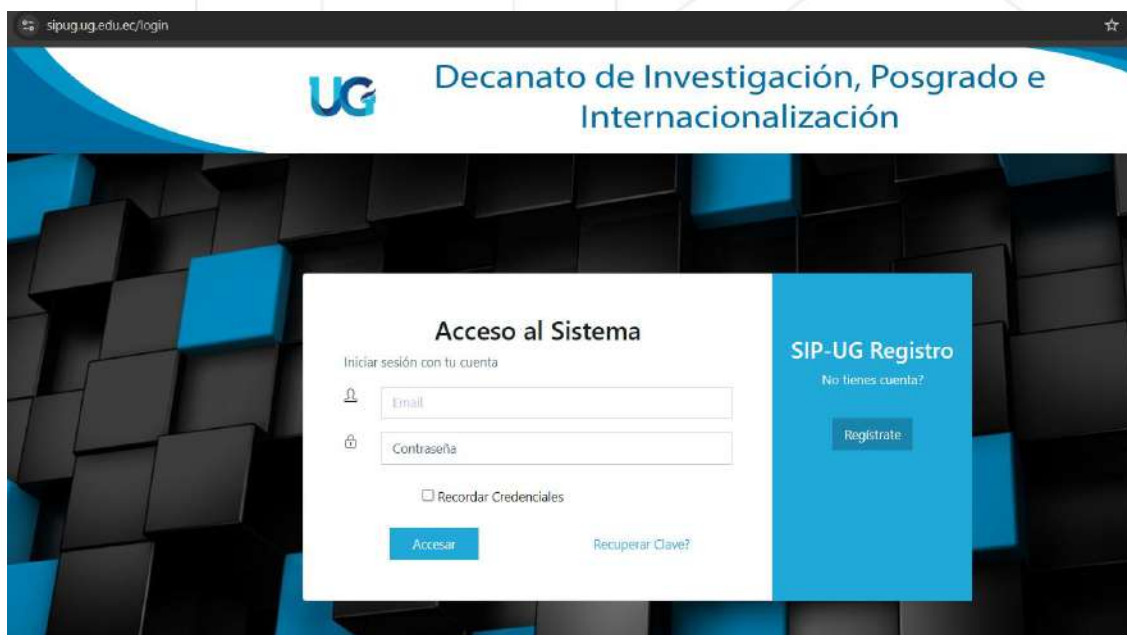 sipug.ug.edu.ec/login
UG
Decanato de Investigación, Posgrado e
Internacionalización
Acceso al Sistema
Iniciar sesión con tu cuenta
Email
Contraseña
Recordar Credenciales
Accesar
Recuperar Clave?
SIP-UG Registro
No tienes cuenta?
Regístrate